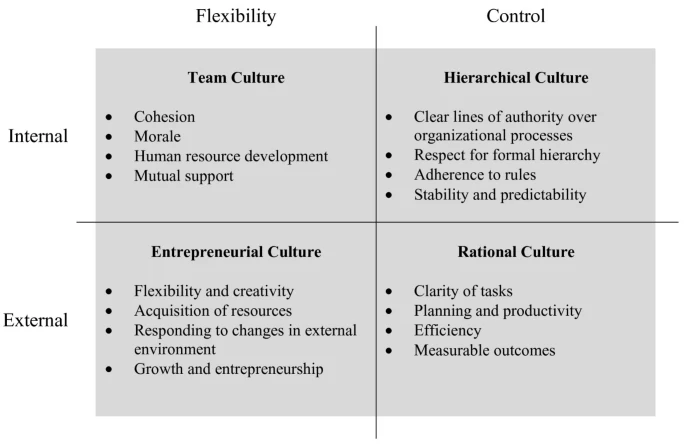 Flexibility
Control
Internal
Team Culture
• Cohesion
• Morale
• Human resource development
• Mutual support
Hierarchical Culture
• Clear lines of authority over
organizational processes
• Respect for formal hierarchy
• Adherence to rules
• Stability and predictability
External
Entrepreneurial Culture
• Flexibility and creativity
• Acquisition of resources
• Responding to changes in external
environment
• Growth and entrepreneurship
Rational Culture
• Clarity of tasks
• Planning and productivity
• Efficiency
• Measurable outcomes